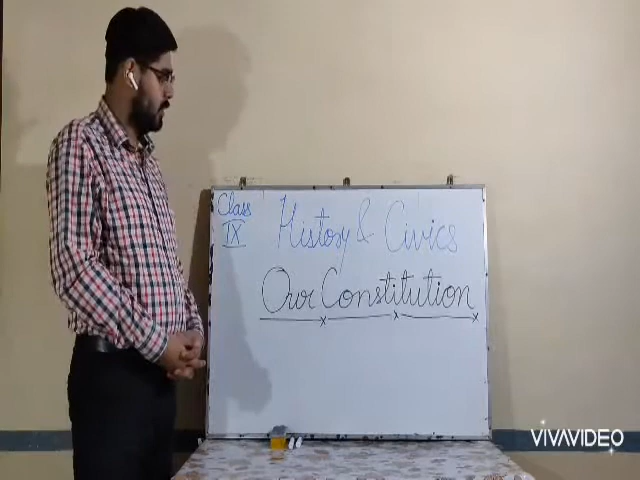 Class
IX
History & Civics
Our Constitution
VIVAVIDEO